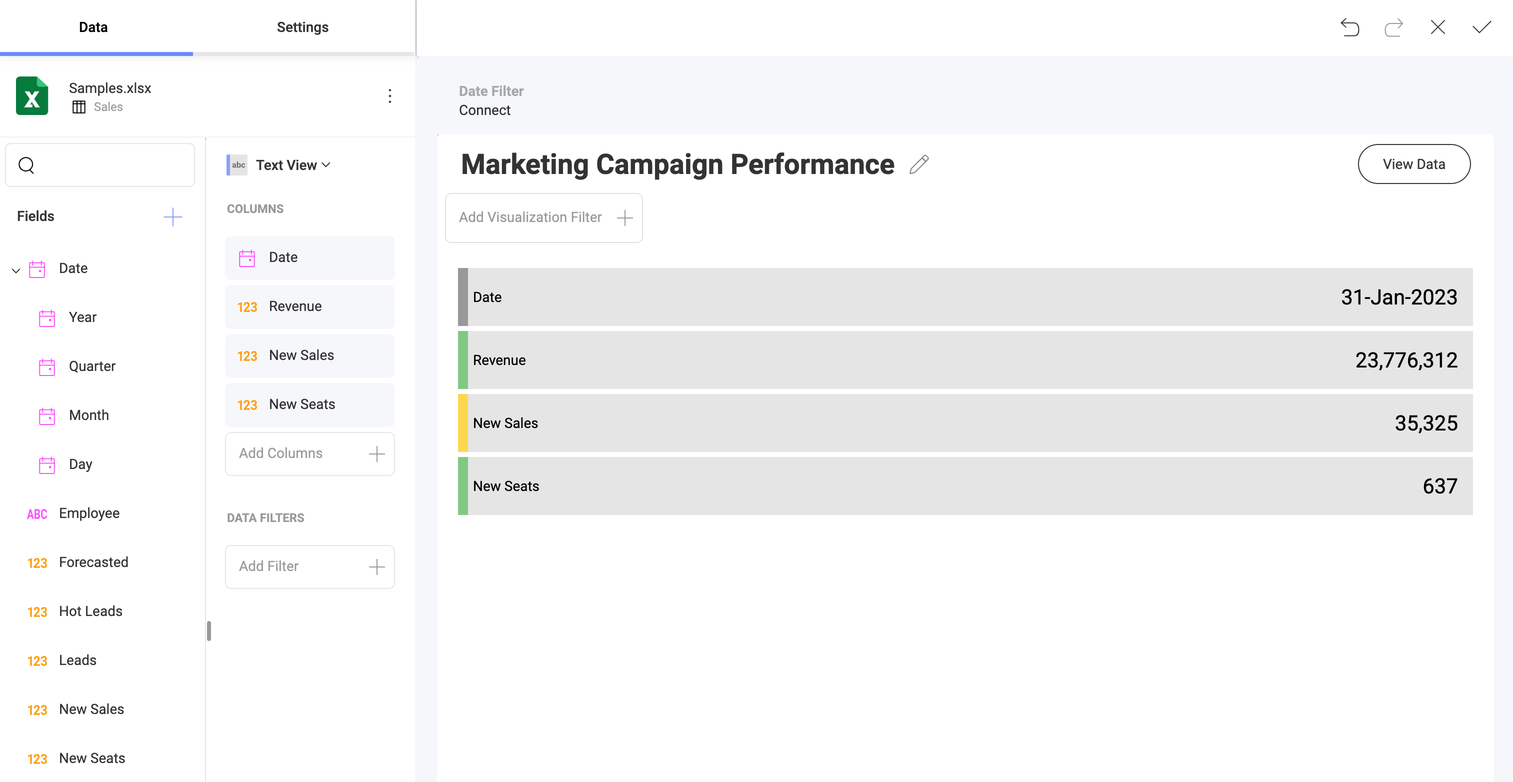 Data
Settings
Samples.xlsx
Sales
Fields
Date
Year
Quarter
Month
Day
ABC Employee
123 Forecasted
123 Hot Leads
123 Leads
123 New Sales
123 New Seats
abc Text View
COLUMNS
Date
123 Revenue
123 New Sales
123 New Seats
Add Columns
DATA FILTERS
Add Filter
Date Filter
Connect
Marketing Campaign Performance
View Data
Add Visualization Filter
Date 31-Jan-2023
Revenue 23,776,312
New Sales 35,325
New Seats 637